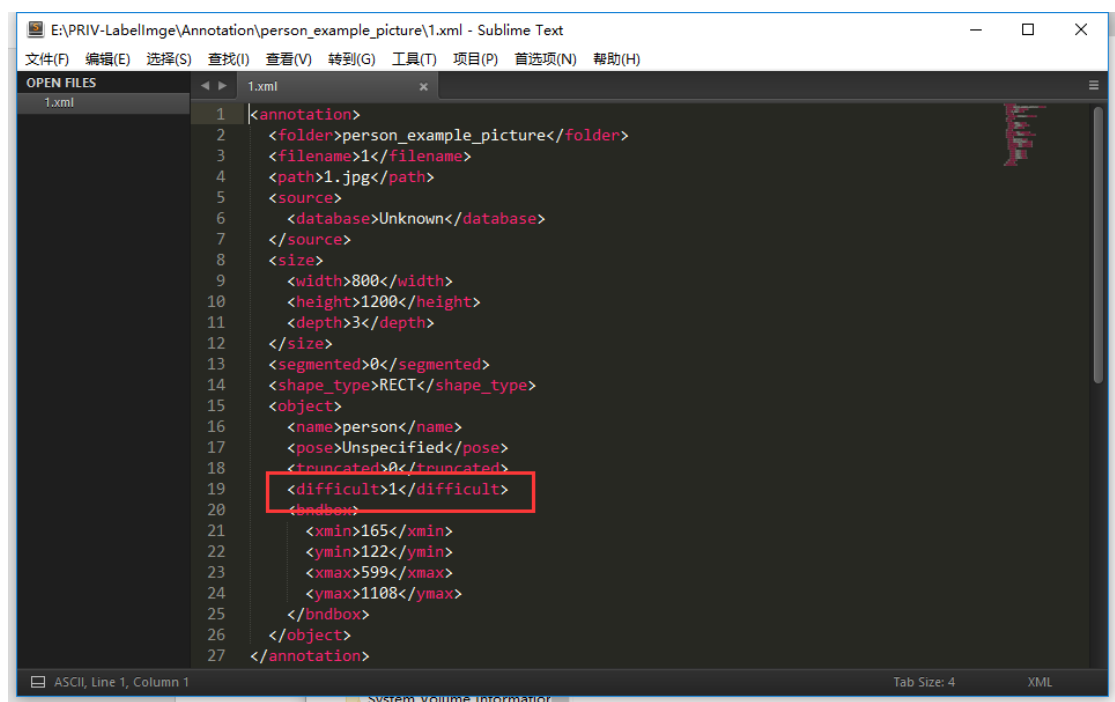 E:\PRIV-LabelImge\Annotation\person_example_picture\1.xml - Sublime Text
文件(F) 编辑(E) 选择(S) 查找(I) 查看(V) 转到(G) 工具(T) 项目(P) 首选项(N) 帮助(H)
OPEN FILES
1.xml
1.xml
1 <annotation>
2 <folder>person_example_picture</folder>
3 <filename>1</filename>
4 <path>1.jpg</path>
5 <source>
6 <database>Unknown</database>
7 </source>
8 <size>
9 <width>800</width>
10 <height>1200</height>
11 <depth>3</depth>
12 </size>
13 <segmented>0</segmented>
14 <shape_type>RECT</shape_type>
15 <object>
16 <name>person</name>
17 <pose>Unspecified</pose>
18 <truncated>0</truncated>
19 <difficult>1</difficult>
20 <bndbox>
21 <xmin>165</xmin>
22 <ymin>122</ymin>
23 <xmax>599</xmax>
24 <ymax>1108</ymax>
25 </bndbox>
26 </object>
27 </annotation>
ASCII, Line 1, Column 1 Tab Size: 4 XML
System Volume Information